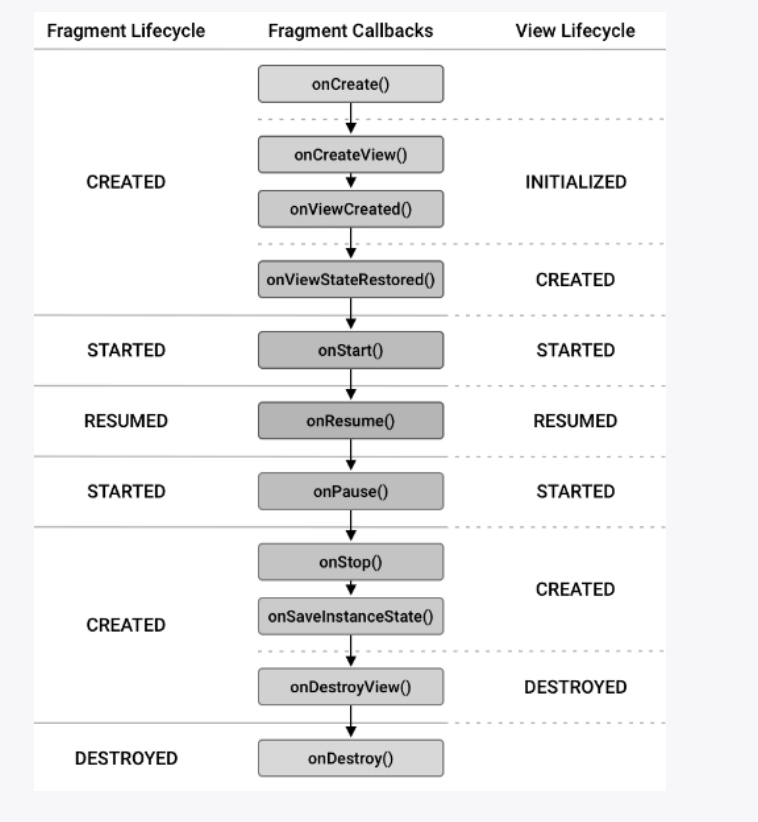 Fragment Lifecycle Fragment Callbacks View Lifecycle
onCreate()
onCreateView()
CREATED INITIALIZED
onViewCreated()
onViewStateRestored() CREATED
STARTED onStart() STARTED
RESUMED onResume() RESUMED
STARTED onPause() STARTED
onStop()
CREATED
onSaveInstanceState()
CREATED
onDestroyView() DESTROYED
DESTROYED onDestroy()